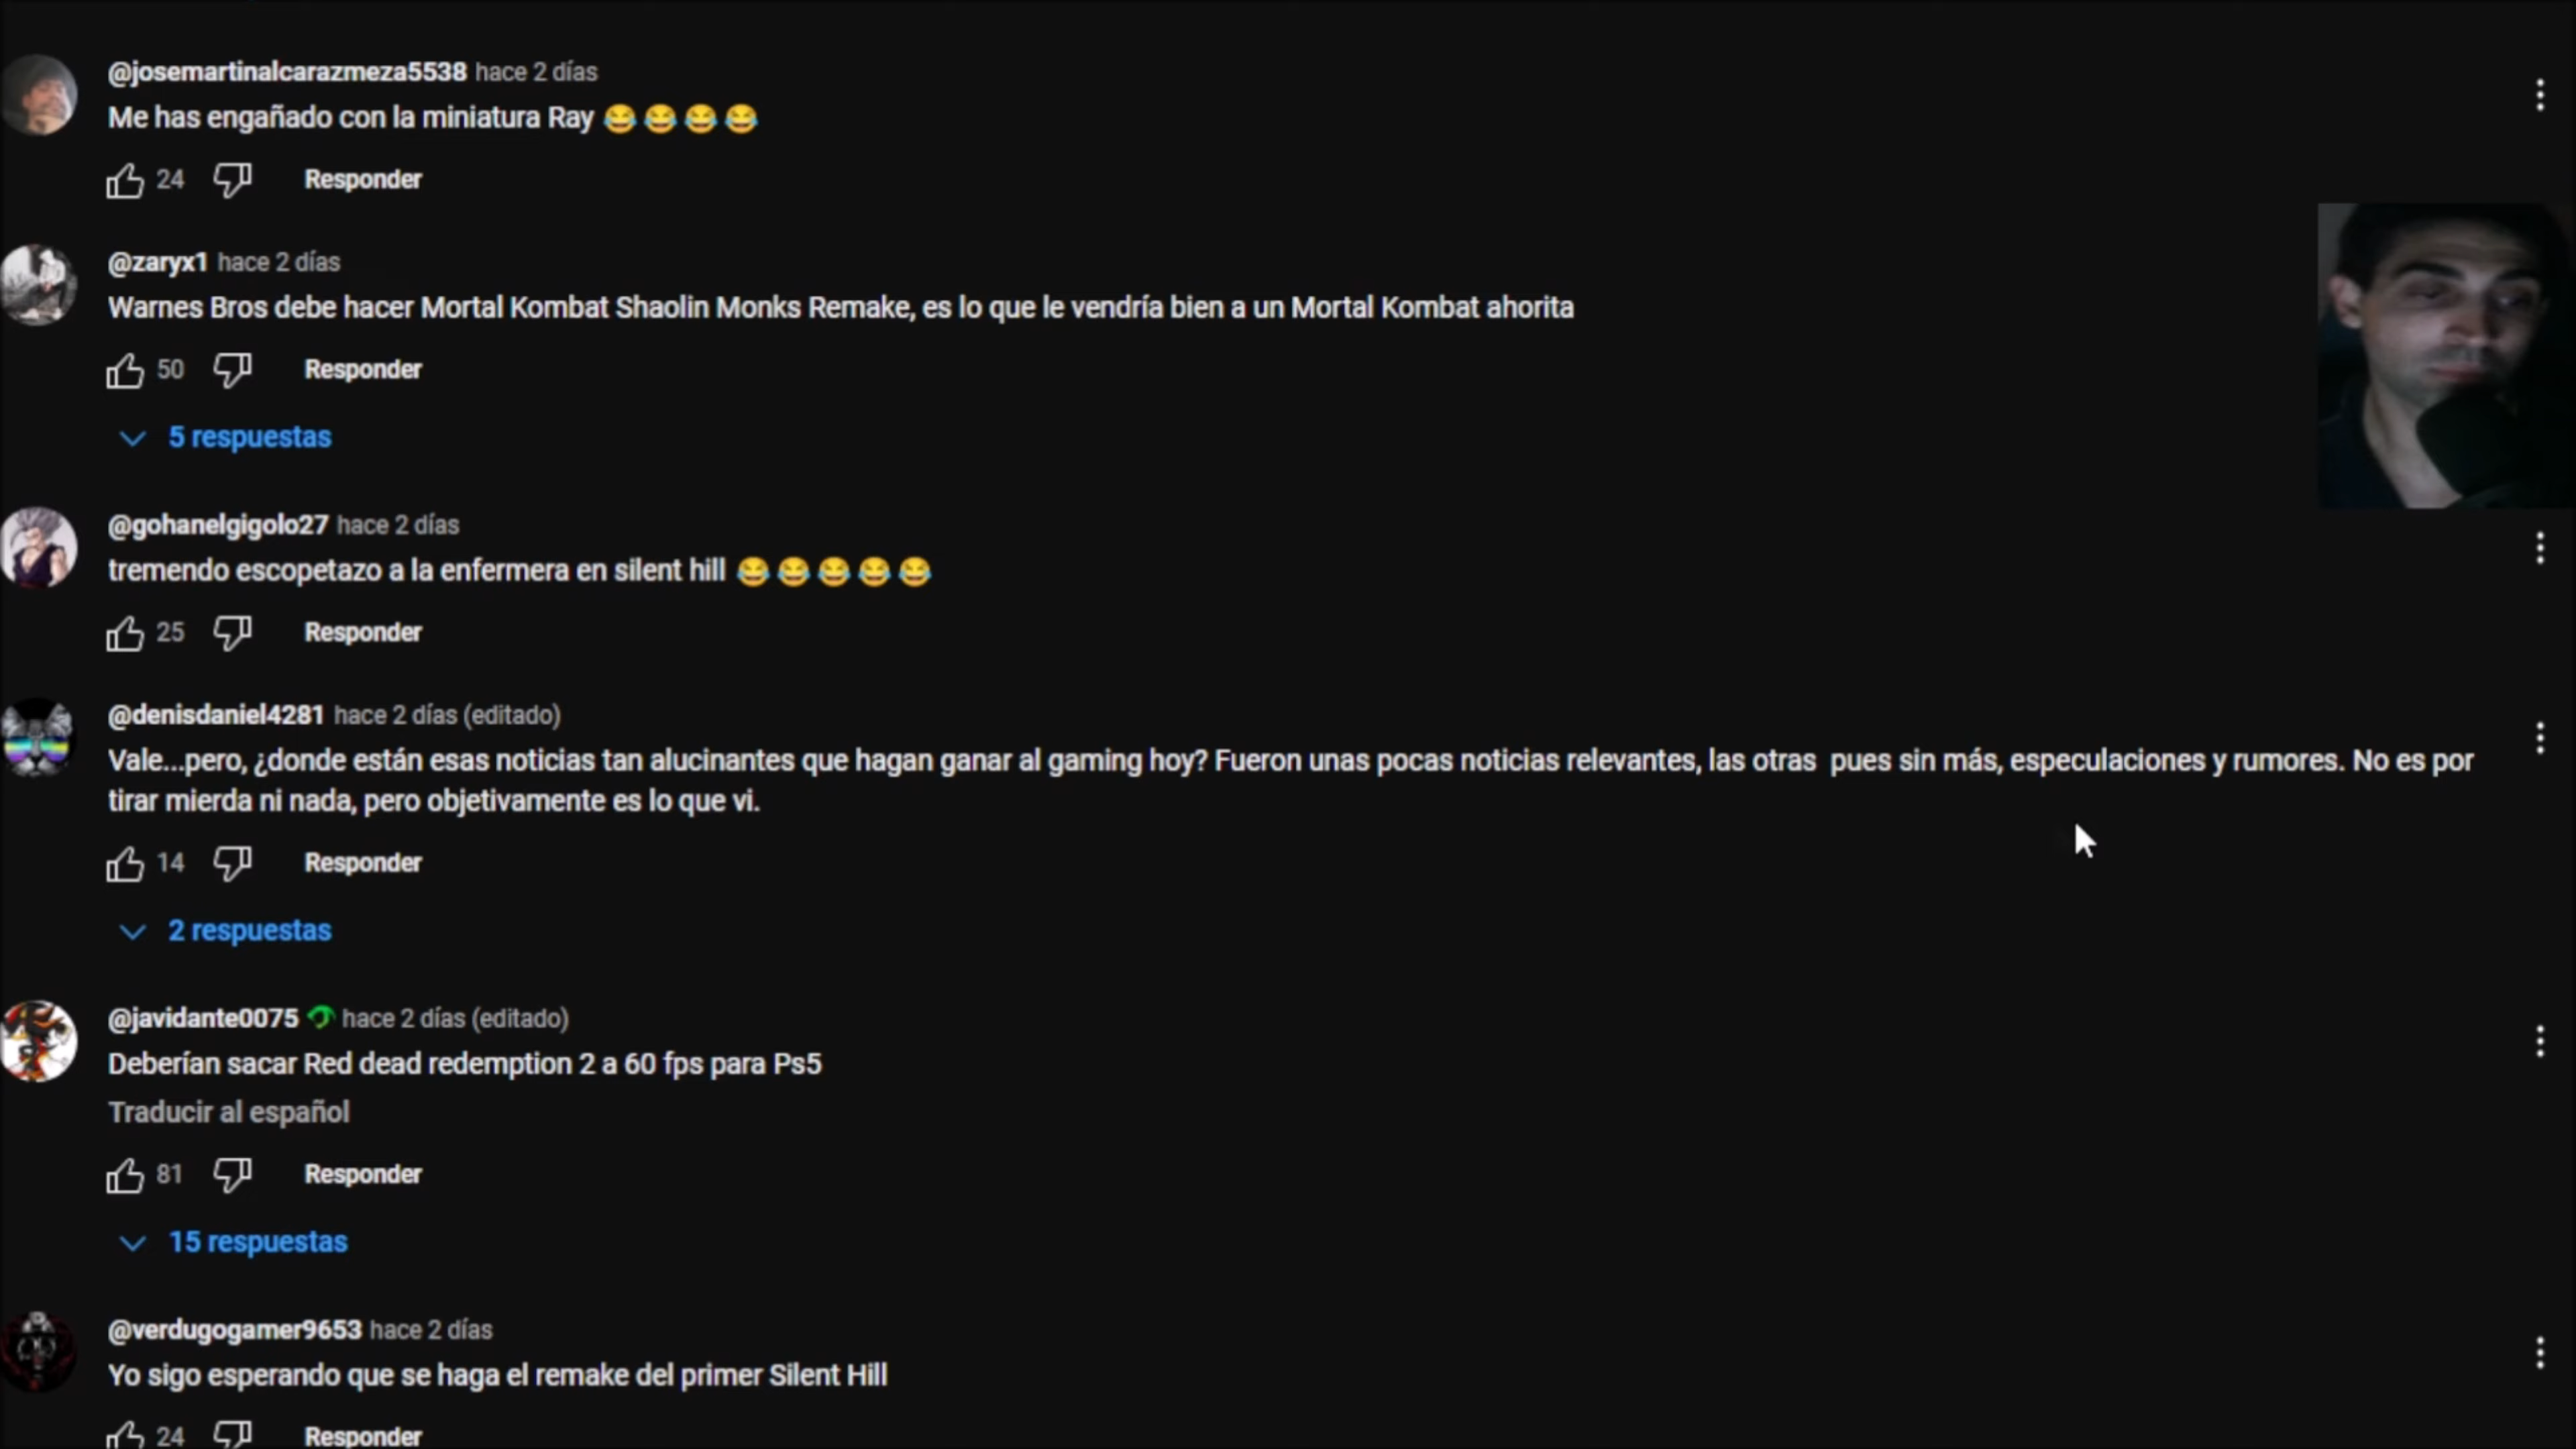 @josemartinalcarazmeza5538 hace 2 días
Me has engañado con la miniatura Ray 😂😂😂😂
24 Responder
@zaryx1 hace 2 días
Warnes Bros debe hacer Mortal Kombat Shaolin Monks Remake, es lo que le vendría bien a un Mortal Kombat ahorita
50 Responder
5 respuestas
@gohanelgigolo27 hace 2 días
tremendo escopetazo a la enfermera en silent hill 😂😂😂😂😂
25 Responder
@denisdaniel4281 hace 2 días (editado)
Vale...pero, ¿donde están esas noticias tan alucinantes que hagan ganar al gaming hoy? Fueron unas pocas noticias relevantes, las otras  pues sin más, especulaciones y rumores. No es por
tirar mierda ni nada, pero objetivamente es lo que vi.
14 Responder
2 respuestas
@javidante0075 hace 2 días (editado)
Deberían sacar Red dead redemption 2 a 60 fps para Ps5
Traducir al español
81 Responder
15 respuestas
@verdugogamer9653 hace 2 días
Yo sigo esperando que se haga el remake del primer Silent Hill
24 Responder